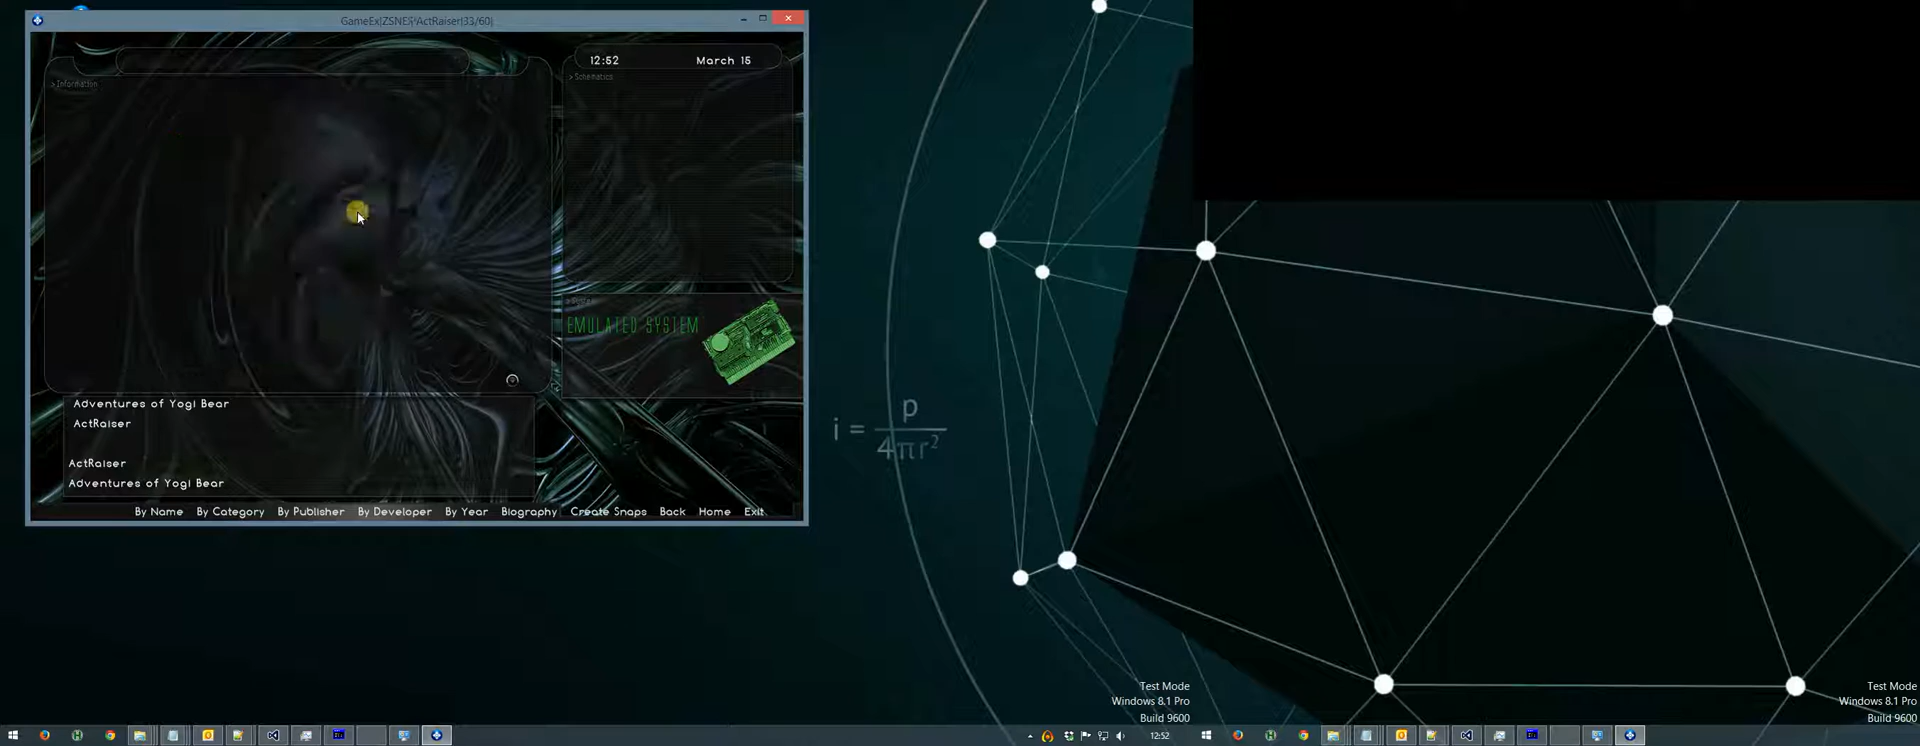 GameEx|ZSNES|ActRaiser(33/60)
12:52
March 15
> Information
> Schematics
EMULATED SYSTEM
Adventures of Yogi Bear
ActRaiser
ActRaiser
Adventures of Yogi Bear
By Name By Category By Publisher By Developer By Year Biography Create Snaps Back Home Exit
i = p
4πr²
Test Mode
Windows 8.1 Pro
Build 9600
Test Mode
Windows 8.1 Pro
Build 9600
12:52